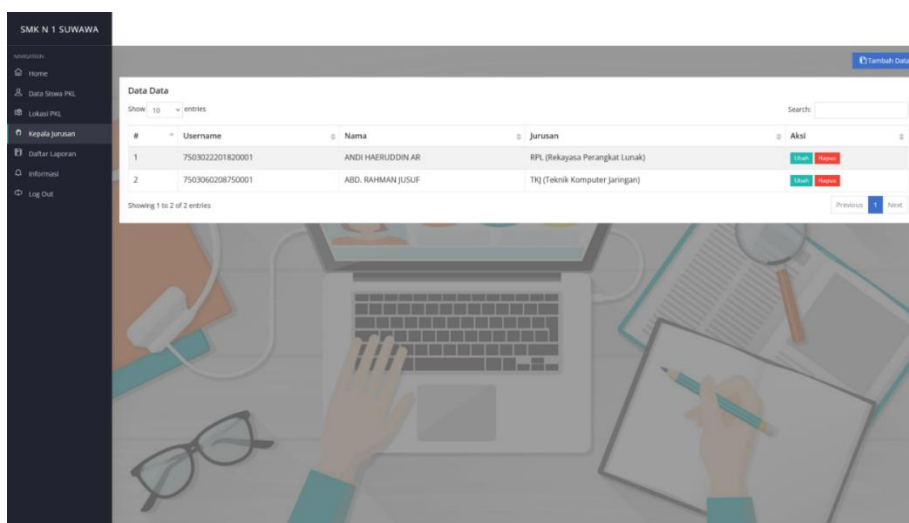 SMK N 1 SUWAWA
NAVIGATION
Home
Data Siswa PKL
Lokasi PKL
Kepala Jurusan
Daftar Laporan
Informasi
Log Out
Tambah Data
Data Data
Show 10 entries
Search:
# Username Nama Jurusan Aksi
1 7503022201820001 ANDI HAERUDDIN AR RPL (Rekayasa Perangkat Lunak) Ubah Hapus
2 7503060208750001 ABD. RAHMAN JUSUF TKJ (Teknik Komputer Jaringan) Ubah Hapus
Showing 1 to 2 of 2 entries
Previous 1 Next